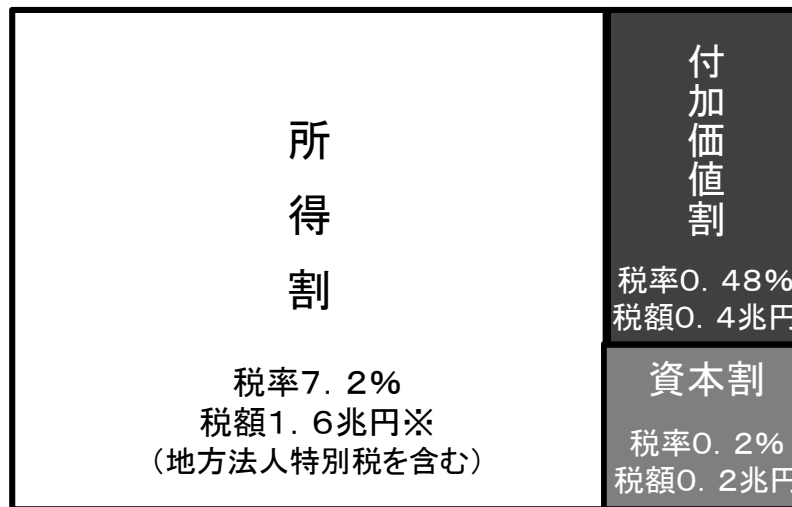 所得割
税率7．2%
税額1．6兆円※
（地方法人特別税を含む）
付加価値割
税率0．48%
税額0．4兆円
資本割
税率0．2%
税額0．2兆円